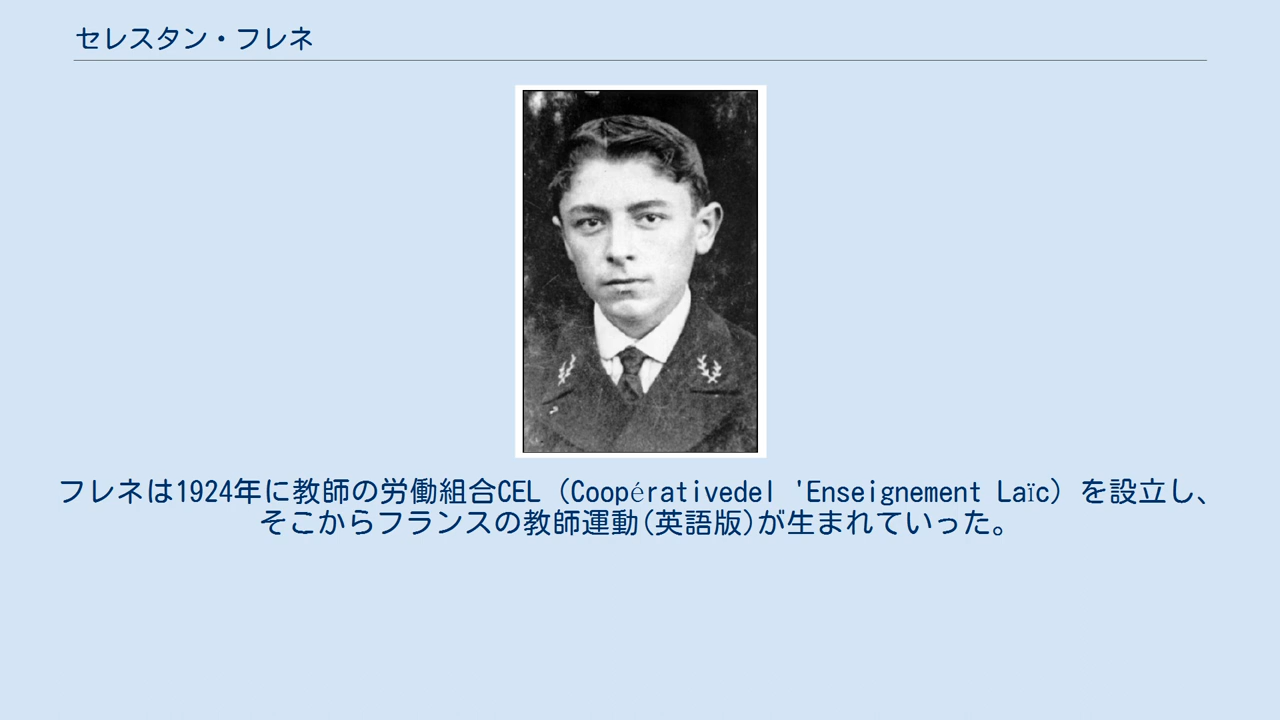 セレスタン・フレネ
フレネは1924年に教師の労働組合CEL（Coopérativedel 'Enseignement Laïc）を設立し、
そこからフランスの教師運動(英語版)が生まれていった。